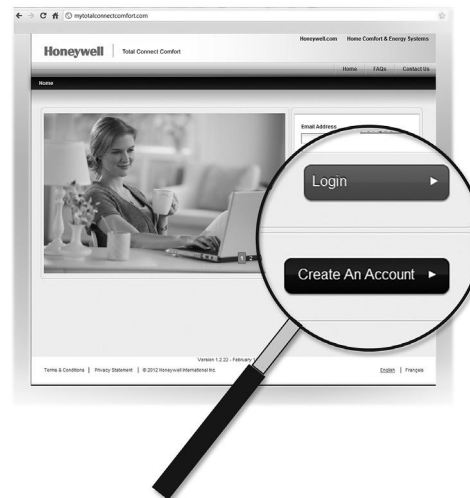 mytotalconnectcomfort.com
Honeywell.com Home Comfort & Energy Systems
Honeywell | Total Connect Comfort
Home FAQs Contact Us
Home
Email Address
Login
Create An Account
Version 1.2.22 - February
Terms & Conditions | Privacy Statement | © 2012 Honeywell International Inc.
English | Français